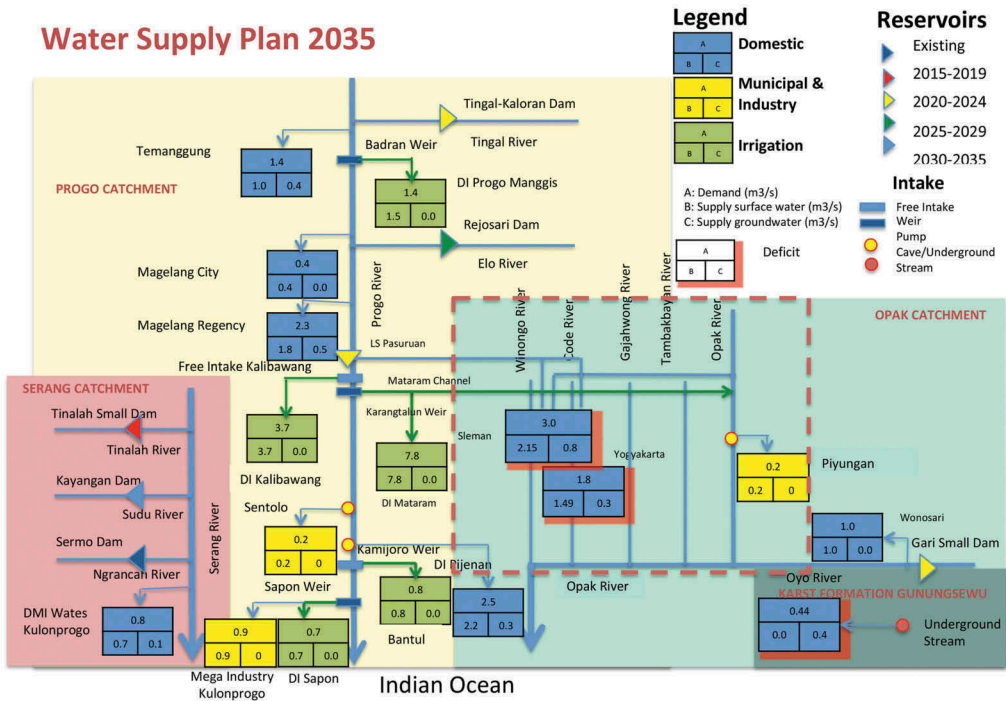 Water Supply Plan 2035
Legend
A
B C
Domestic
A
B C
Municipal &
Industry
A
B C
Irrigation
A: Demand (m3/s)
B: Supply surface water (m3/s)
C: Supply groundwater (m3/s)
A
B C
Deficit
Reservoirs
Existing
2015-2019
2020-2024
2025-2029
2030-2035
Intake
Free Intake
Weir
Pump
Cave/Underground
Stream
PROGO CATCHMENT
Tingal-Kaloran Dam
Tingal River
Temanggung
1.4
1.0 0.4
Badran Weir
DI Progo Manggis
1.4
1.5 0.0
Rejosari Dam
Elo River
Magelang City
0.4
0.4 0.0
Progo River
Magelang Regency
2.3
1.8 0.5
LS Pasuruan
Free Intake Kalibawang
Mataram Channel
Karangtalun Weir
3.7
3.7 0.0
DI Kalibawang
7.8
7.8 0.0
DI Mataram
Sentolo
0.2
0.2 0
Kamijoro Weir
Sapon Weir
DI Pijenan
0.8
0.8 0.0
Bantul
2.5
2.2 0.3
0.9
0.9 0
Mega Industry
Kulonprogo
0.7
0.7 0.0
DI Sapon
Indian Ocean
SERANG CATCHMENT
Tinalah Small Dam
Tinalah River
Kayangan Dam
Sudu River
Sermo Dam
Ngrancan River
Serang River
DMI Wates
Kulonprogo
0.8
0.7 0.1
OPAK CATCHMENT
Winongo River
Code River
Gajahwong River
Tambakbayan River
Opak River
Sleman
3.0
2.15 0.8
Yogyakarta
1.8
1.49 0.3
0.2
0.2 0
Piyungan
1.0
1.0 0.0
Wonosari
Gari Small Dam
Opak River
Oyo River
KARST FORMATION GUNUNGSEWU
0.44
0.0 0.4
Underground
Stream